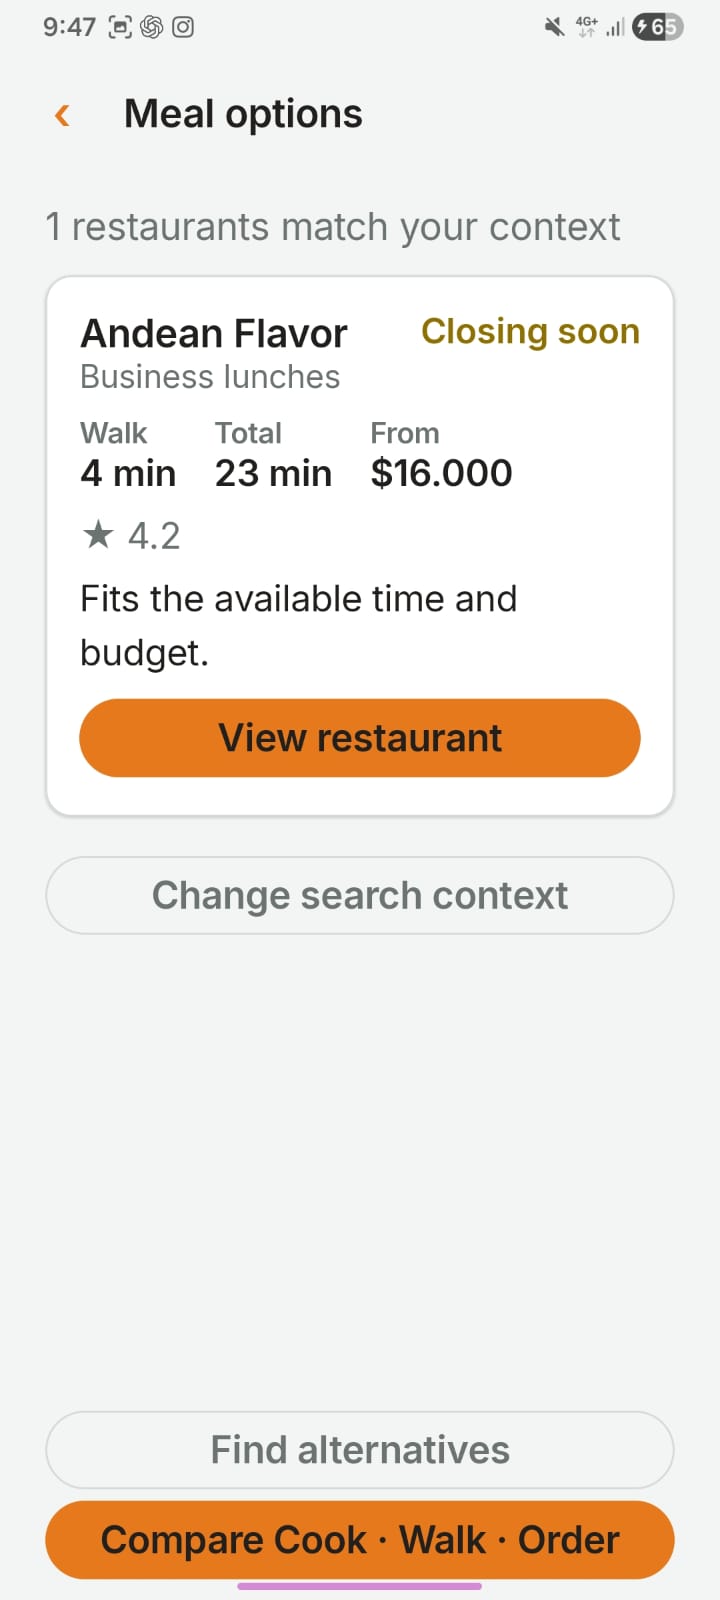 9:47
4G+
65
Meal options
1 restaurants match your context
Andean Flavor
Closing soon
Business lunches
Walk Total From
4 min 23 min $16.000
★ 4.2
Fits the available time and
budget.
View restaurant
Change search context
Find alternatives
Compare Cook · Walk · Order